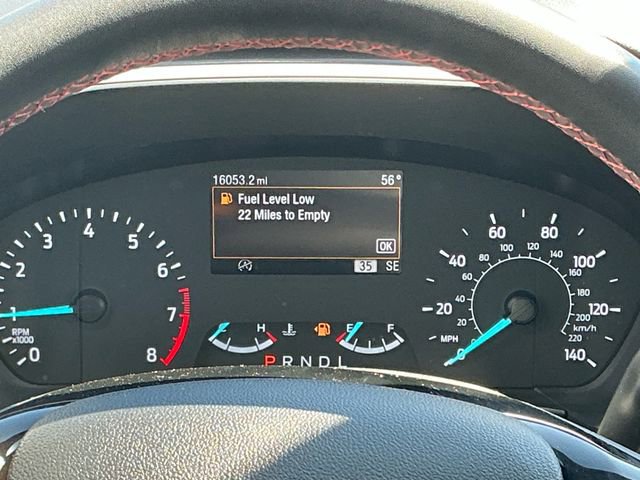 16053.2 mi 56°
Fuel Level Low
22 Miles to Empty
OK
35 SE
0 1 2 3 4 5 6 7 8
RPM
x1000
C H
E F
P R N D L
0 20 40 60 80 100 120 140
MPH
20 40 60 80 100 120 140 160 180 200 220
km/h